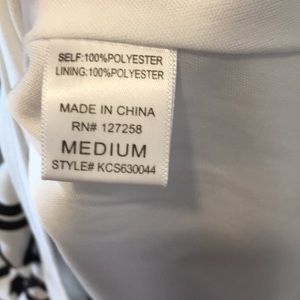 SELF:100%POLYESTER
LINING:100%POLYESTER
MADE IN CHINA
RN# 127258
MEDIUM
STYLE# KCS630044